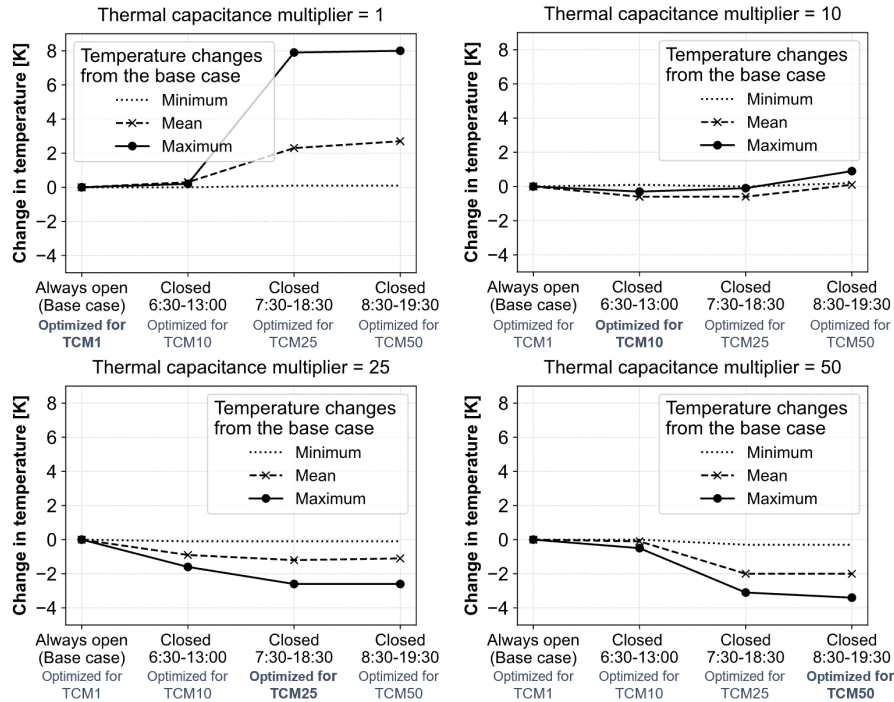 Thermal capacitance multiplier = 1
Change in temperature [K]
8
6
4
2
0
−2
−4
Temperature changes
from the base case
Minimum
Mean
Maximum
Always open
(Base case)
Optimized for
TCM1
Closed
6:30-13:00
Optimized for
TCM10
Closed
7:30-18:30
Optimized for
TCM25
Closed
8:30-19:30
Optimized for
TCM50
Thermal capacitance multiplier = 10
Change in temperature [K]
8
6
4
2
0
−2
−4
Temperature changes
from the base case
Minimum
Mean
Maximum
Always open
(Base case)
Optimized for
TCM1
Closed
6:30-13:00
Optimized for
TCM10
Closed
7:30-18:30
Optimized for
TCM25
Closed
8:30-19:30
Optimized for
TCM50
Thermal capacitance multiplier = 25
Change in temperature [K]
8
6
4
2
0
−2
−4
Temperature changes
from the base case
Minimum
Mean
Maximum
Always open
(Base case)
Optimized for
TCM1
Closed
6:30-13:00
Optimized for
TCM10
Closed
7:30-18:30
Optimized for
TCM25
Closed
8:30-19:30
Optimized for
TCM50
Thermal capacitance multiplier = 50
Change in temperature [K]
8
6
4
2
0
−2
−4
Temperature changes
from the base case
Minimum
Mean
Maximum
Always open
(Base case)
Optimized for
TCM1
Closed
6:30-13:00
Optimized for
TCM10
Closed
7:30-18:30
Optimized for
TCM25
Closed
8:30-19:30
Optimized for
TCM50